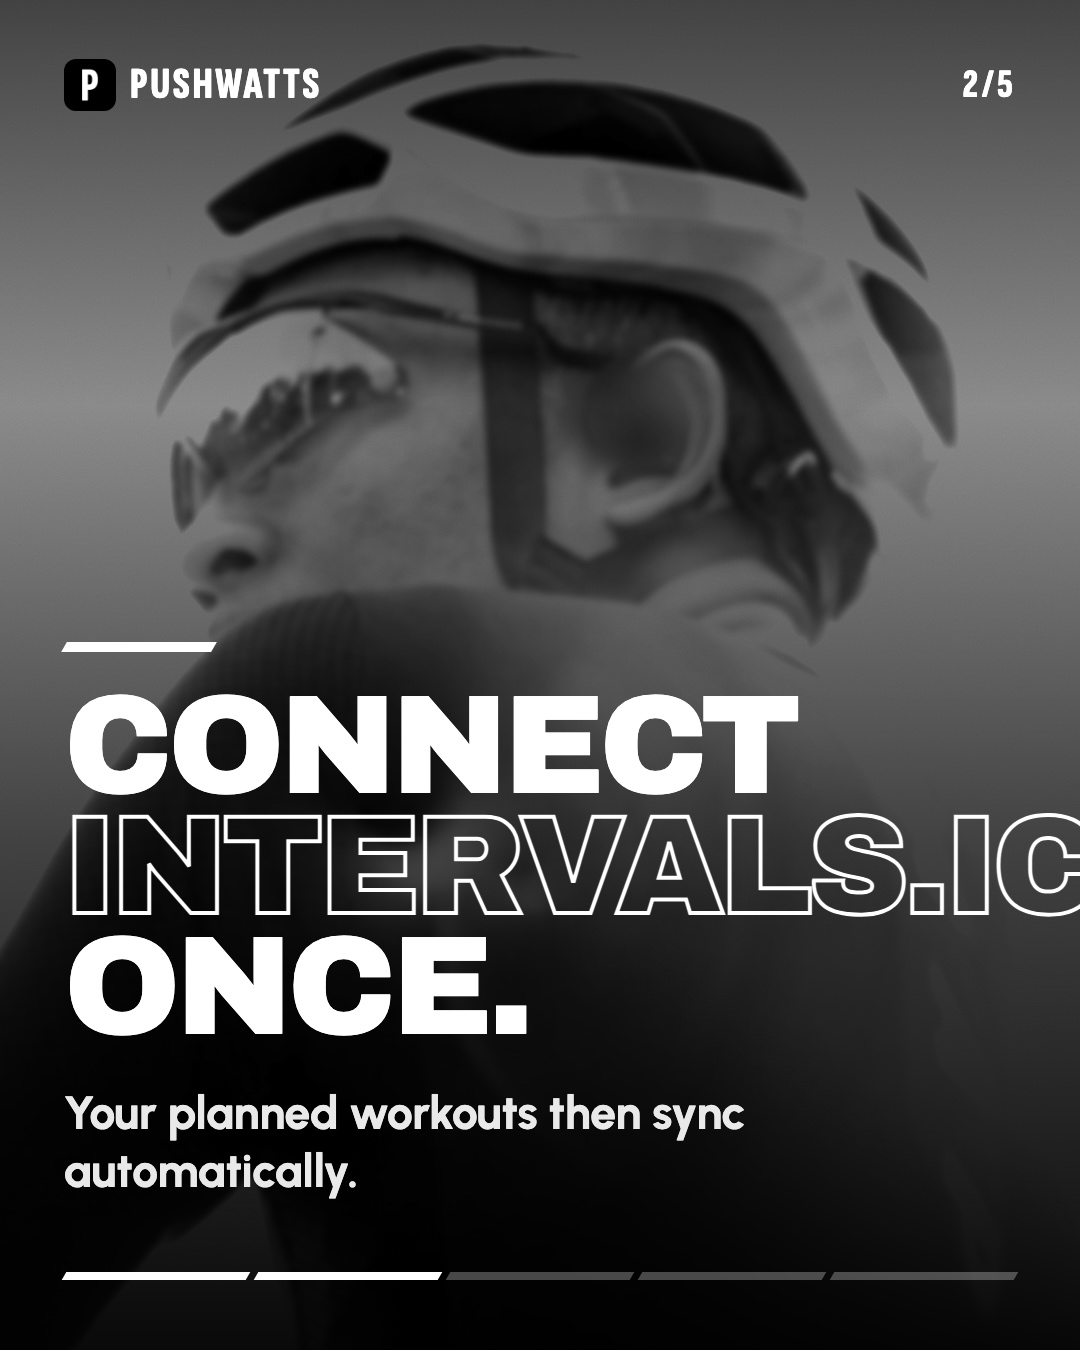 P PUSHWATTS
2/5
CONNECT
INTERVALS.IC
ONCE.
Your planned workouts then sync
automatically.